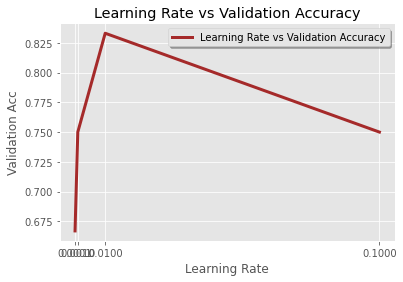 Learning Rate vs Validation Accuracy
Learning Rate vs Validation Accuracy
Validation Acc
0.825
0.800
0.775
0.750
0.725
0.700
0.675
0.0100 0.1000
Learning Rate